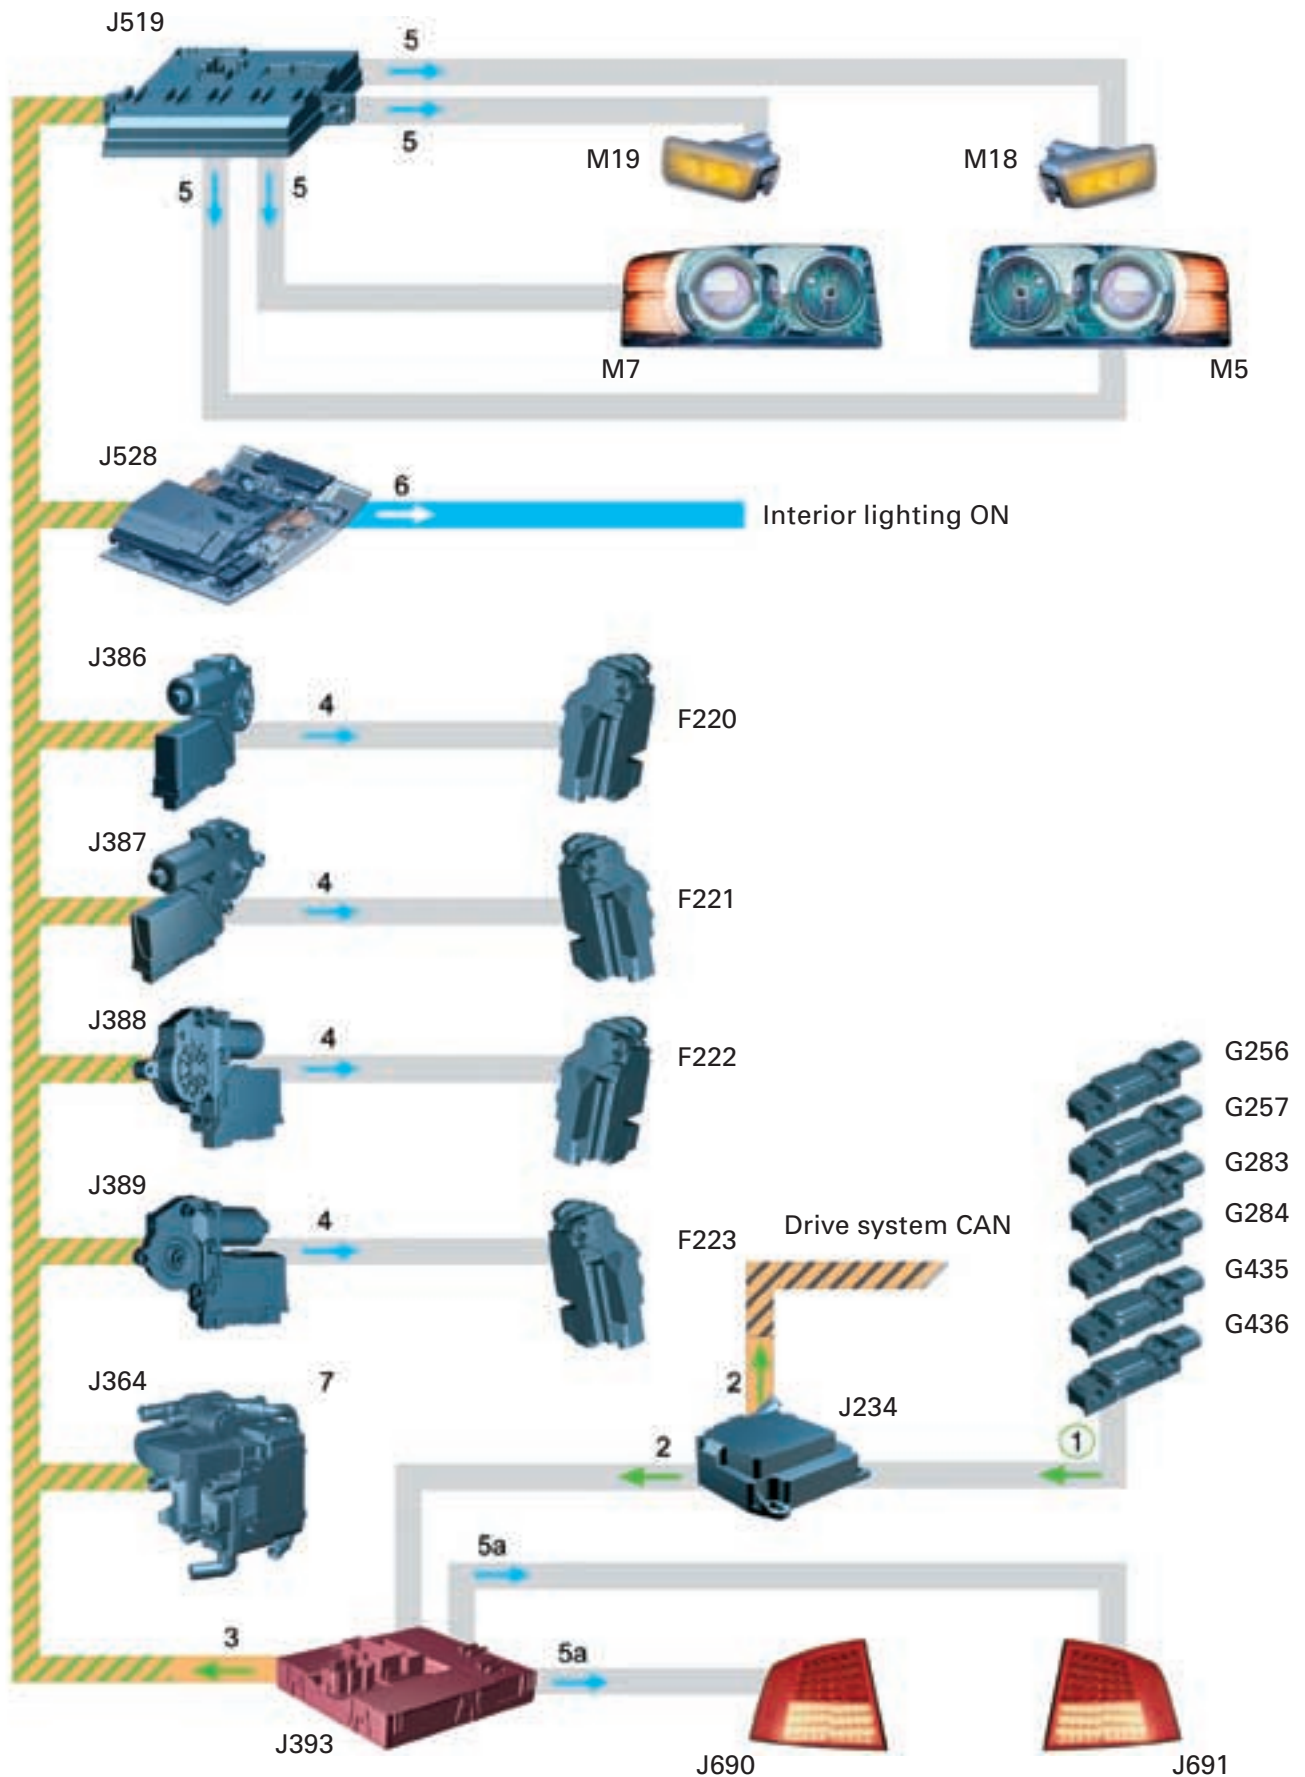 J519
5
5
5
5
M19
M18
M7
M5
J528
6
Interior lighting ON
J386
4
F220
J387
4
F221
J388
4
F222
G256
G257
G283
G284
G435
G436
J389
4
F223
Drive system CAN
J364
7
2
J234
2
1
5a
3
5a
J393
J690
J691